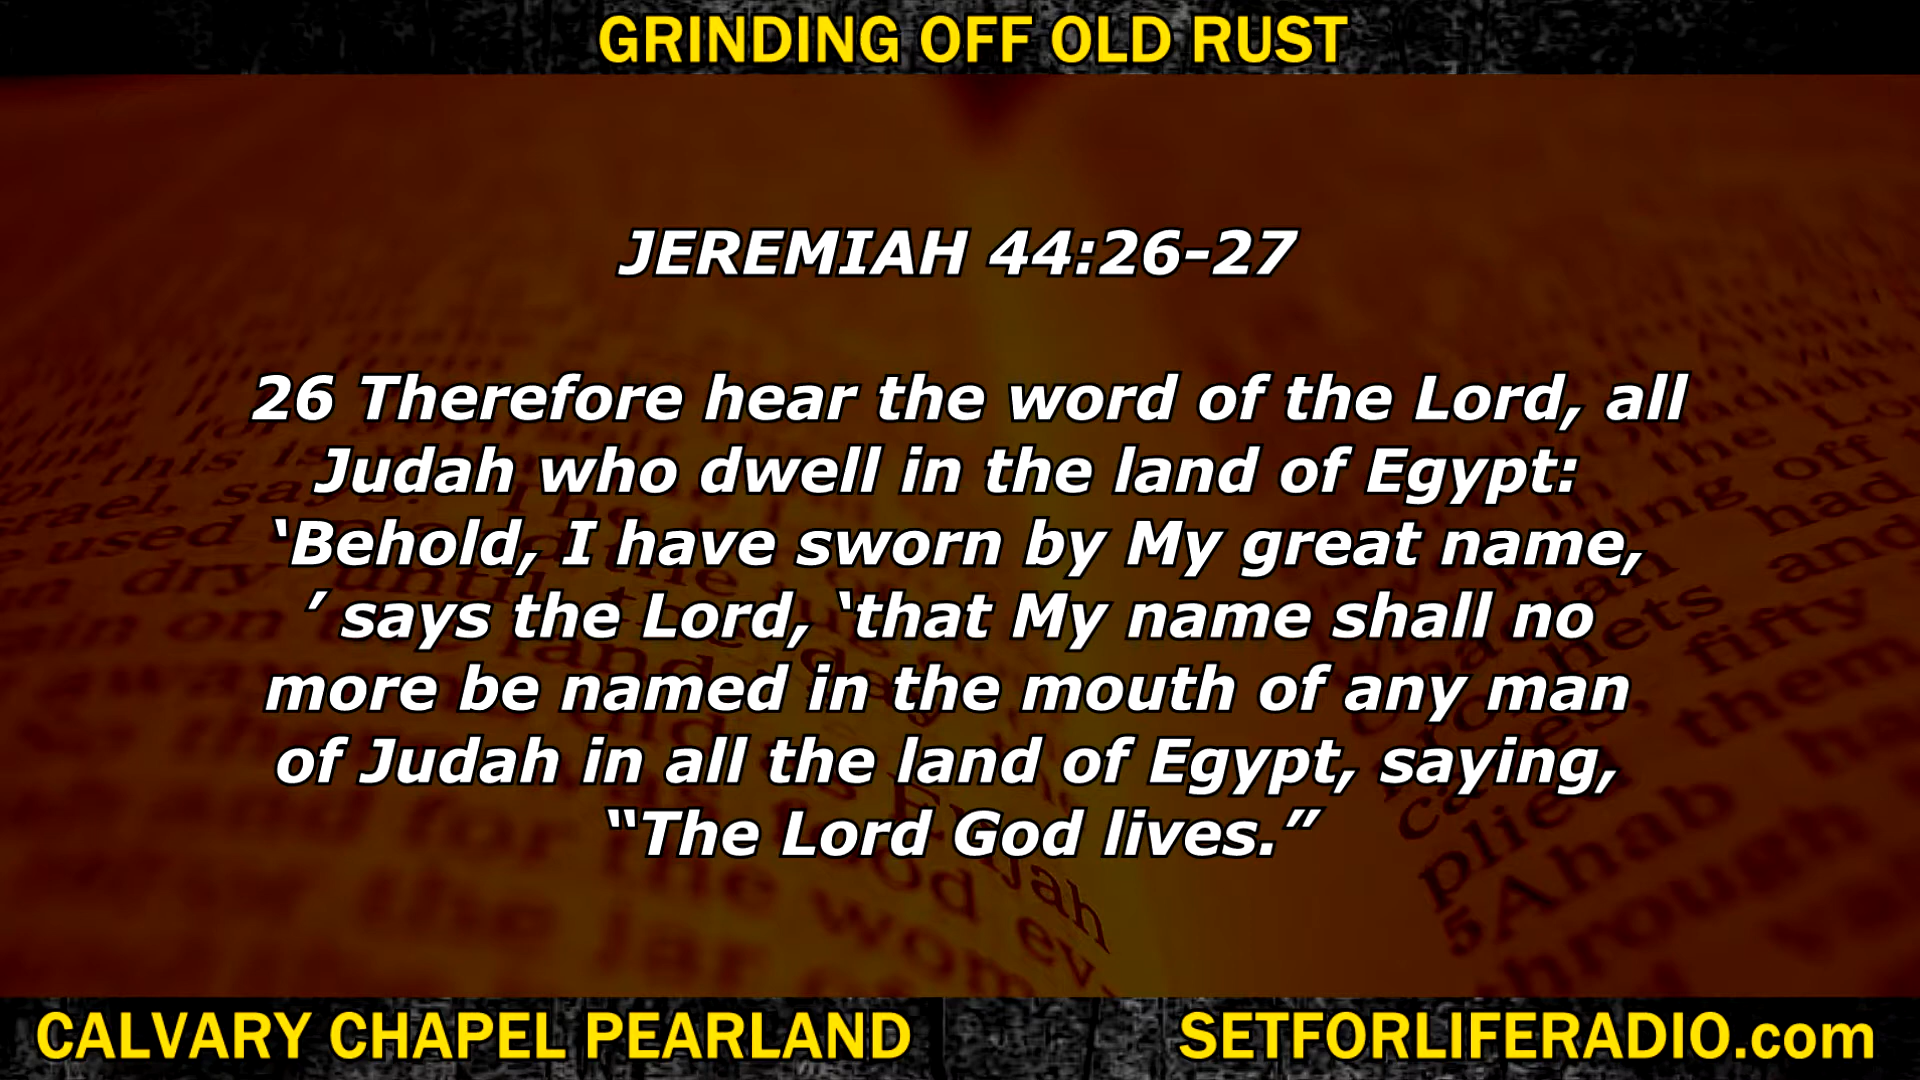 GRINDING OFF OLD RUST
JEREMIAH 44:26-27
26 Therefore hear the word of the Lord, all
Judah who dwell in the land of Egypt:
‘Behold, I have sworn by My great name,
’ says the Lord, ‘that My name shall no
more be named in the mouth of any man
of Judah in all the land of Egypt, saying,
“The Lord God lives.”
CALVARY CHAPEL PEARLAND
SETFORLIFERADIO.com